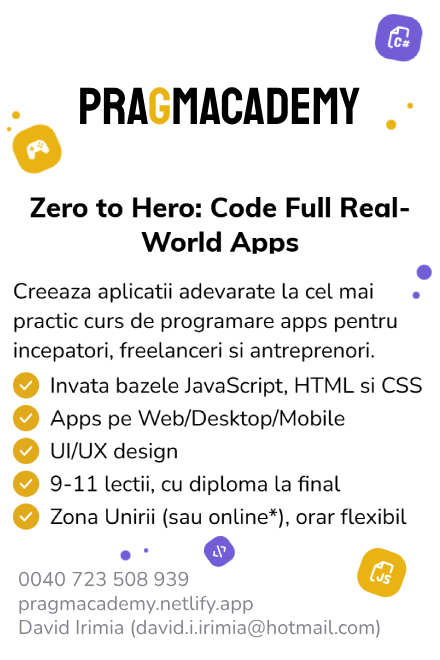 C#
PRAGMACADEMY
Zero to Hero: Code Full Real-
World Apps
Creeaza aplicatii adevarate la cel mai
practic curs de programare apps pentru
incepatori, freelanceri si antreprenori.
Invata bazele JavaScript, HTML si CSS
Apps pe Web/Desktop/Mobile
UI/UX design
9-11 lectii, cu diploma la final
Zona Unirii (sau online*), orar flexibil
</>
JS
0040 723 508 939
pragmacademy.netlify.app
David Irimia (david.i.irimia@hotmail.com)